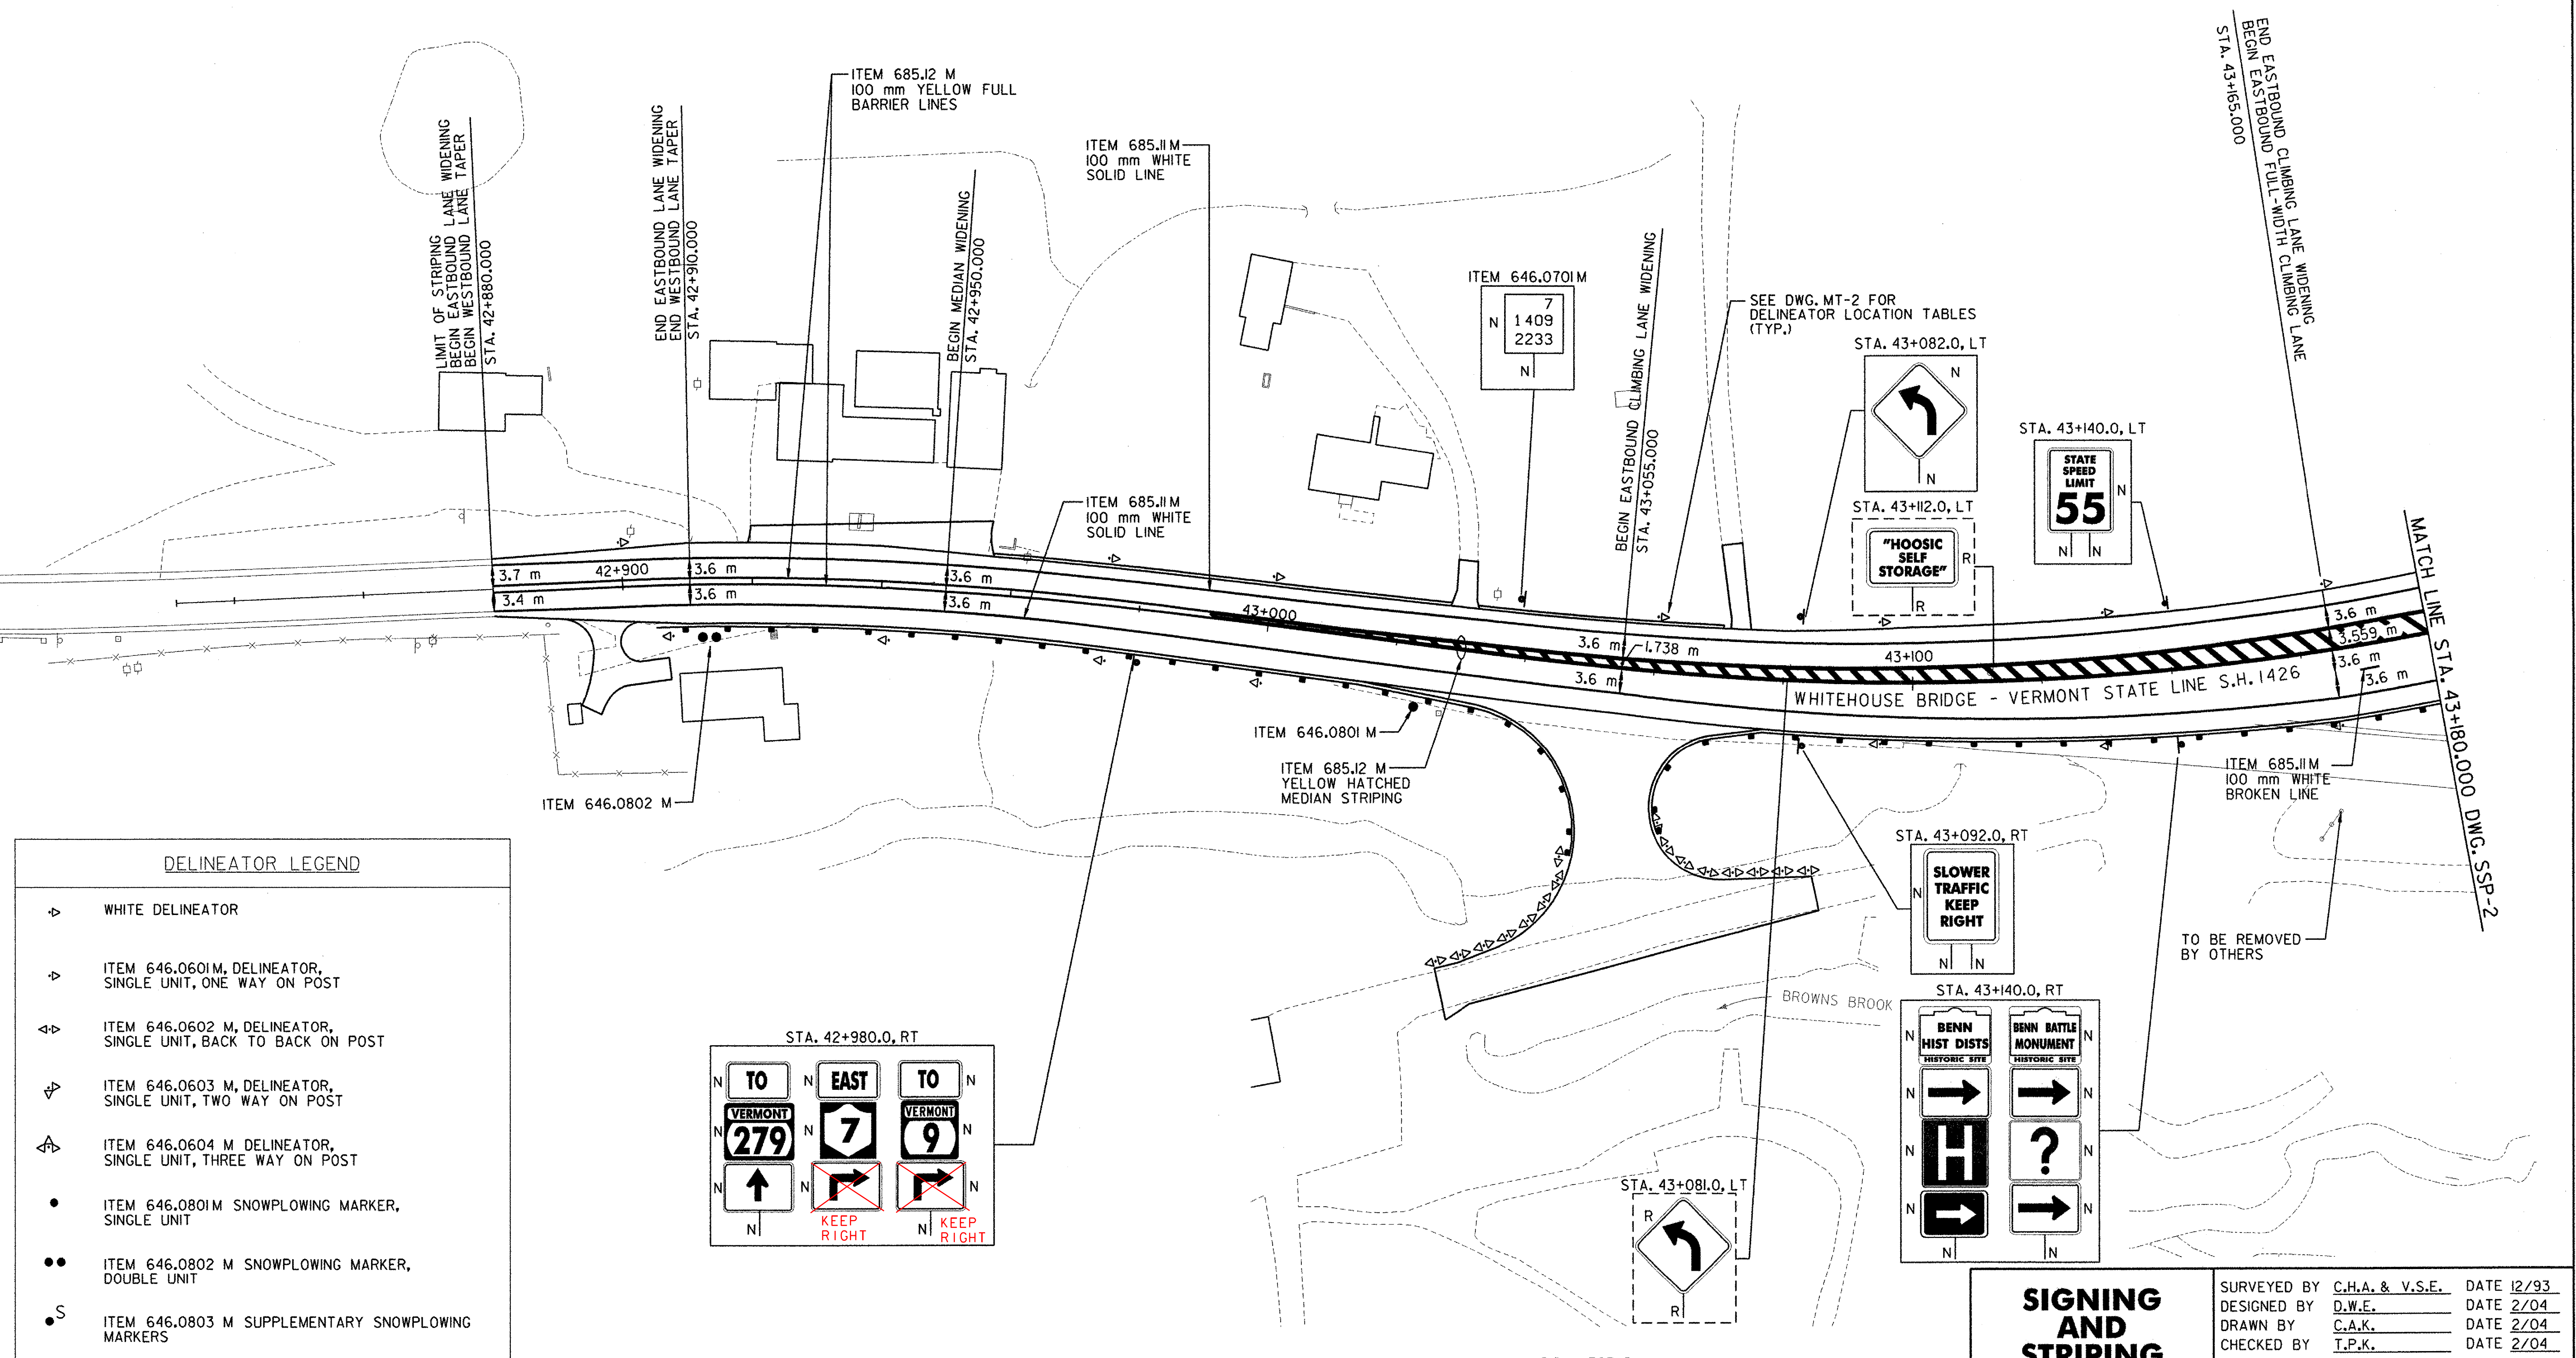 LIMIT OF STRIPING
BEGIN EASTBOUND LANE WIDENING
BEGIN WESTBOUND LANE TAPER
STA. 42+880.000
END EASTBOUND LANE WIDENING
END WESTBOUND LANE TAPER
STA. 42+910.000
ITEM 685.12 M
100 mm YELLOW FULL
BARRIER LINES
BEGIN MEDIAN WIDENING
STA. 42+950.000
ITEM 685.11 M
100 mm WHITE
SOLID LINE
ITEM 685.11 M
100 mm WHITE
SOLID LINE
ITEM 646.0701 M
7
N 1409
2233
N
BEGIN EASTBOUND CLIMBING LANE WIDENING
STA. 43+055.000
SEE DWG. MT-2 FOR
DELINEATOR LOCATION TABLES
(TYP.)
STA. 43+082.0, LT
N
N
STA. 43+112.0, LT
"HOOSIC
SELF
STORAGE"
R
R
STA. 43+140.0, LT
STATE
SPEED
LIMIT
55
N
N N
END EASTBOUND CLIMBING LANE WIDENING
BEGIN EASTBOUND FULL-WIDTH CLIMBING LANE
STA. 43+165.000
MATCH LINE STA. 43+180.000 DWG. SSP-2
3.7 m
3.4 m
42+900
3.6 m
3.6 m
3.6 m
3.6 m
43+000
3.6 m
1.738 m
3.6 m
43+100
3.6 m
3.559 m
3.6 m
3.6 m
WHITEHOUSE BRIDGE - VERMONT STATE LINE S.H. 1426
ITEM 646.0802 M
ITEM 646.0801 M
ITEM 685.12 M
YELLOW HATCHED
MEDIAN STRIPING
ITEM 685.11 M
100 mm WHITE
BROKEN LINE
STA. 43+092.0, RT
N
SLOWER
TRAFFIC
KEEP
RIGHT
N N
TO BE REMOVED
BY OTHERS
BROWNS BROOK
DELINEATOR LEGEND
WHITE DELINEATOR
ITEM 646.0601 M, DELINEATOR,
SINGLE UNIT, ONE WAY ON POST
ITEM 646.0602 M, DELINEATOR,
SINGLE UNIT, BACK TO BACK ON POST
ITEM 646.0603 M, DELINEATOR,
SINGLE UNIT, TWO WAY ON POST
ITEM 646.0604 M DELINEATOR,
SINGLE UNIT, THREE WAY ON POST
ITEM 646.0801 M SNOWPLOWING MARKER,
SINGLE UNIT
ITEM 646.0802 M SNOWPLOWING MARKER,
DOUBLE UNIT
S
ITEM 646.0803 M SUPPLEMENTARY SNOWPLOWING
MARKERS
STA. 42+980.0, RT
N TO N EAST TO N
N VERMONT 279 N 7 VERMONT 9 N
N N N
N KEEP RIGHT N KEEP RIGHT
STA. 43+081.0, LT
R
R
STA. 43+140.0, RT
N BENN HIST DISTS BENN BATTLE MONUMENT N
HISTORIC SITE HISTORIC SITE
N N
N H ? N
N N
N N
SIGNING
AND
STRIPING
SURVEYED BY C.H.A. & V.S.E. DATE 12/93
DESIGNED BY D.W.E. DATE 2/04
DRAWN BY C.A.K. DATE 2/04
CHECKED BY T.P.K. DATE 2/04